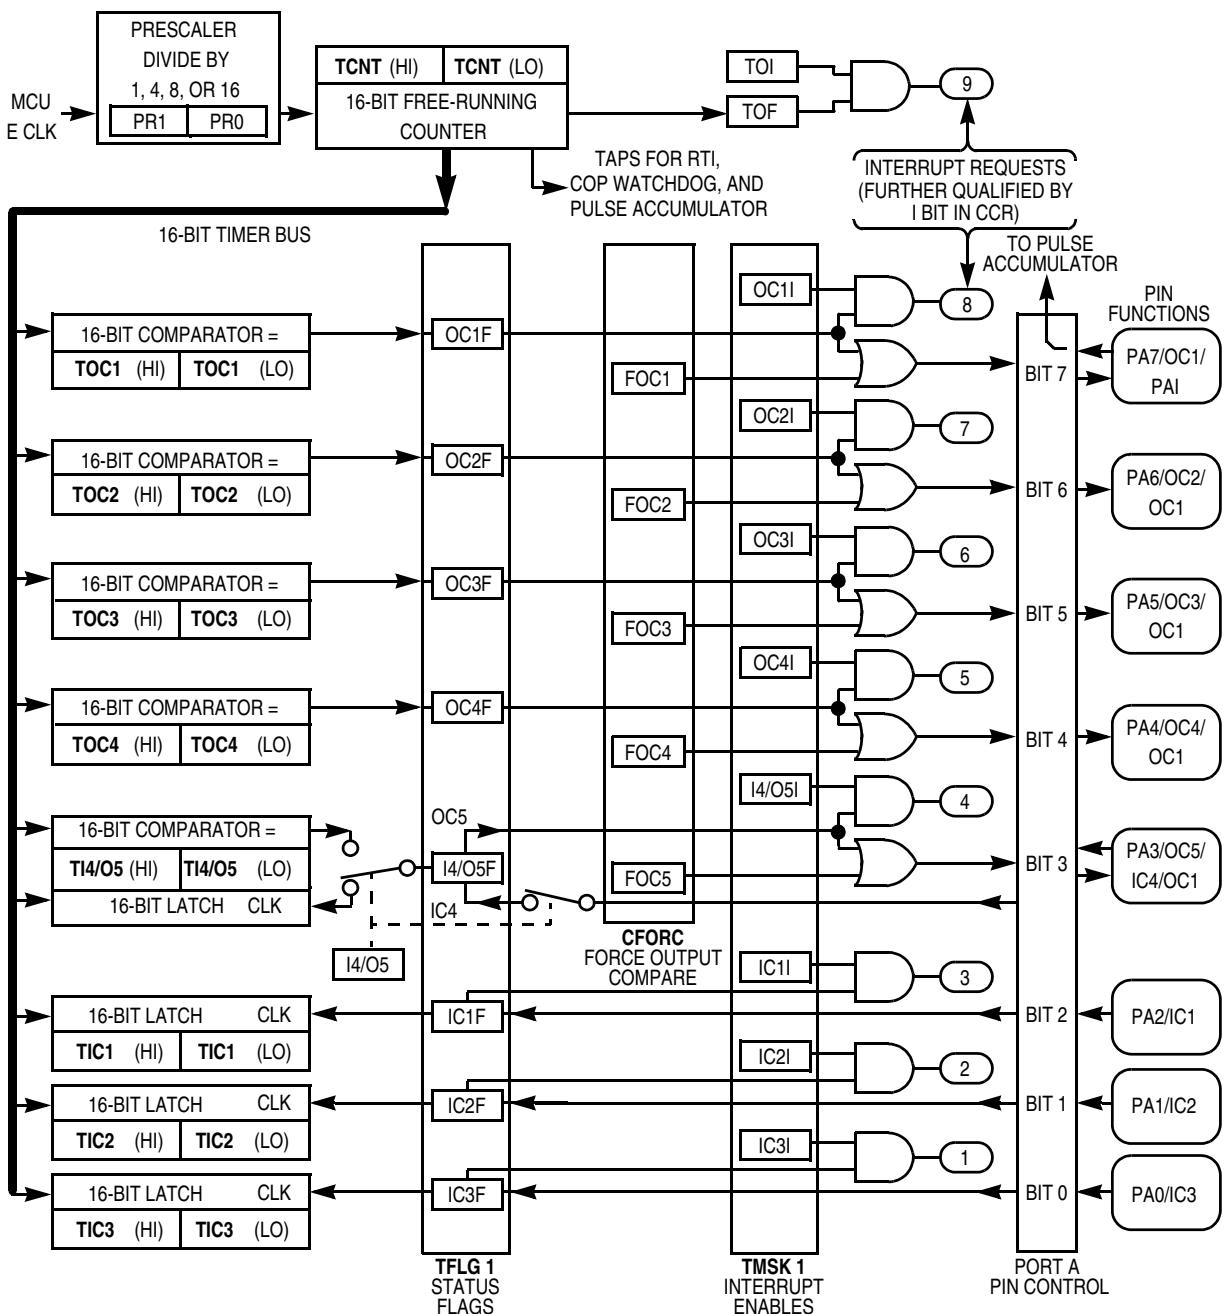 PRESCALER
DIVIDE BY
1, 4, 8, OR 16
PR1 PR0
MCU
E CLK
TCNT (HI) TCNT (LO)
16-BIT FREE-RUNNING
COUNTER
TOI
TOF
9
TAPS FOR RTI,
COP WATCHDOG, AND
PULSE ACCUMULATOR
INTERRUPT REQUESTS
(FURTHER QUALIFIED BY
I BIT IN CCR)
16-BIT TIMER BUS
TO PULSE
ACCUMULATOR
PIN
FUNCTIONS
OC1I
8
16-BIT COMPARATOR =
TOC1 (HI) TOC1 (LO)
OC1F
FOC1
BIT 7
PA7/OC1/
PAI
OC2I
7
16-BIT COMPARATOR =
TOC2 (HI) TOC2 (LO)
OC2F
FOC2
BIT 6
PA6/OC2/
OC1
OC3I
6
16-BIT COMPARATOR =
TOC3 (HI) TOC3 (LO)
OC3F
FOC3
BIT 5
PA5/OC3/
OC1
OC4I
5
16-BIT COMPARATOR =
TOC4 (HI) TOC4 (LO)
OC4F
FOC4
BIT 4
PA4/OC4/
OC1
I4/O5I
4
16-BIT COMPARATOR =
TI4/O5 (HI) TI4/O5 (LO)
16-BIT LATCH CLK
OC5
I4/O5F
IC4
FOC5
BIT 3
PA3/OC5/
IC4/OC1
I4/O5
CFORC
FORCE OUTPUT
COMPARE
IC1I
3
16-BIT LATCH CLK
TIC1 (HI) TIC1 (LO)
IC1F
BIT 2
PA2/IC1
IC2I
2
16-BIT LATCH CLK
TIC2 (HI) TIC2 (LO)
IC2F
BIT 1
PA1/IC2
IC3I
1
16-BIT LATCH CLK
TIC3 (HI) TIC3 (LO)
IC3F
BIT 0
PA0/IC3
TFLG 1
STATUS
FLAGS
TMSK 1
INTERRUPT
ENABLES
PORT A
PIN CONTROL